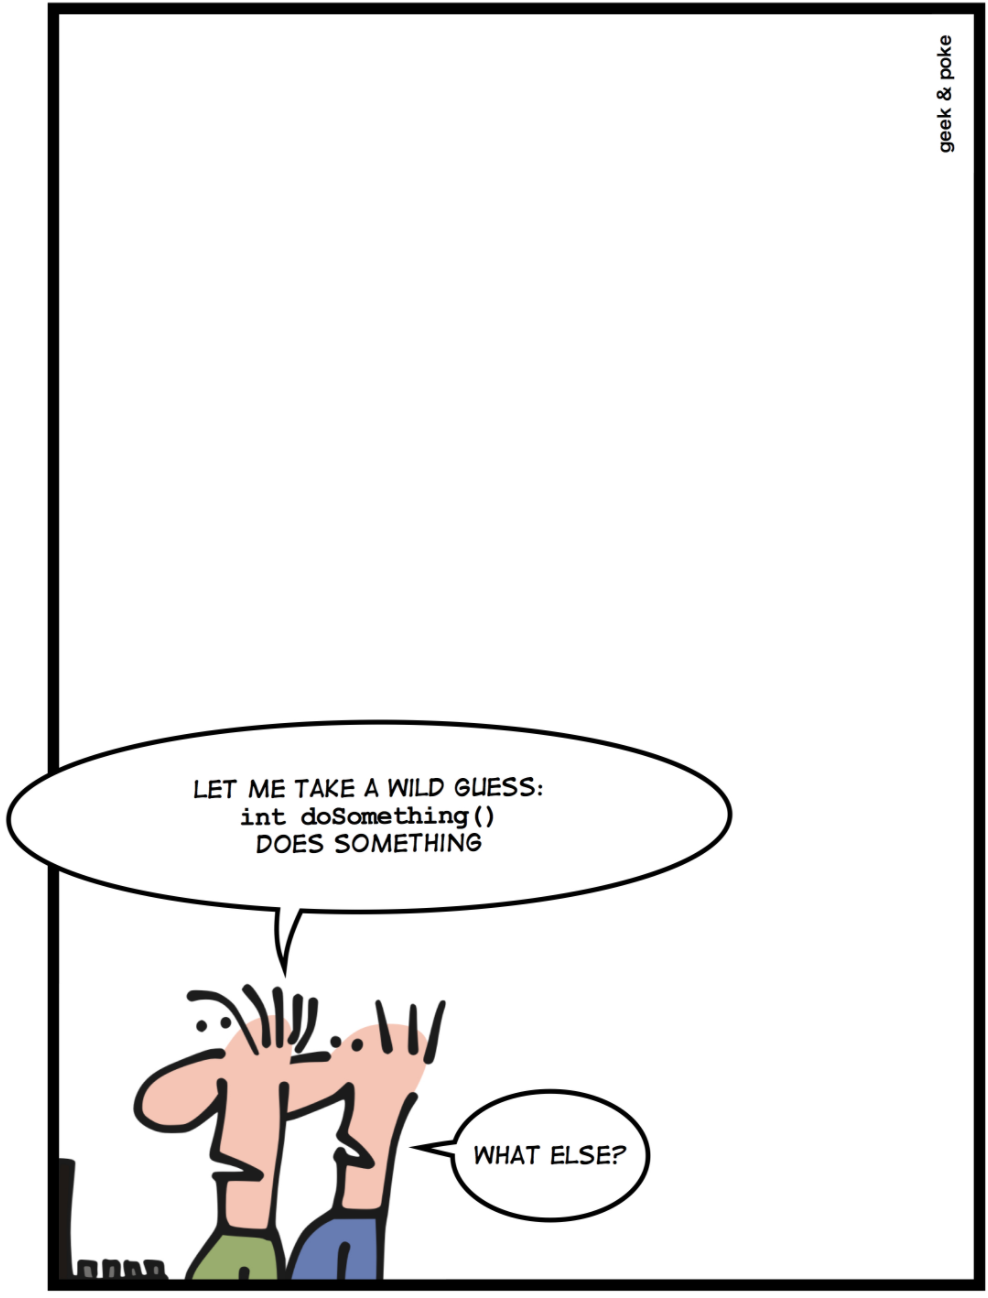 geek & poke
LET ME TAKE A WILD GUESS:
int doSomething()
DOES SOMETHING
WHAT ELSE?